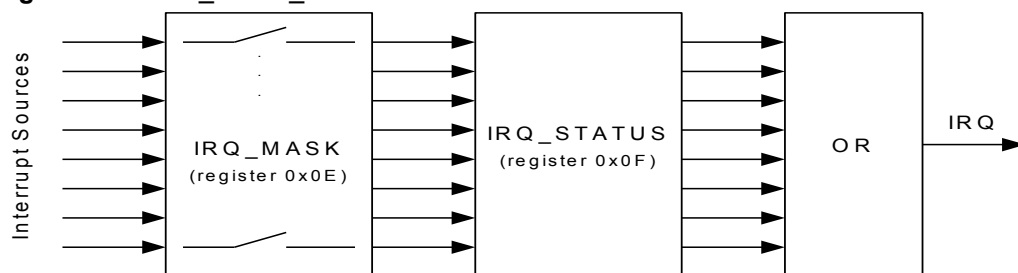 Interrupt Sources
IRQ_MASK
(register 0x0E)
IRQ_STATUS
(register 0x0F)
OR
IRQ